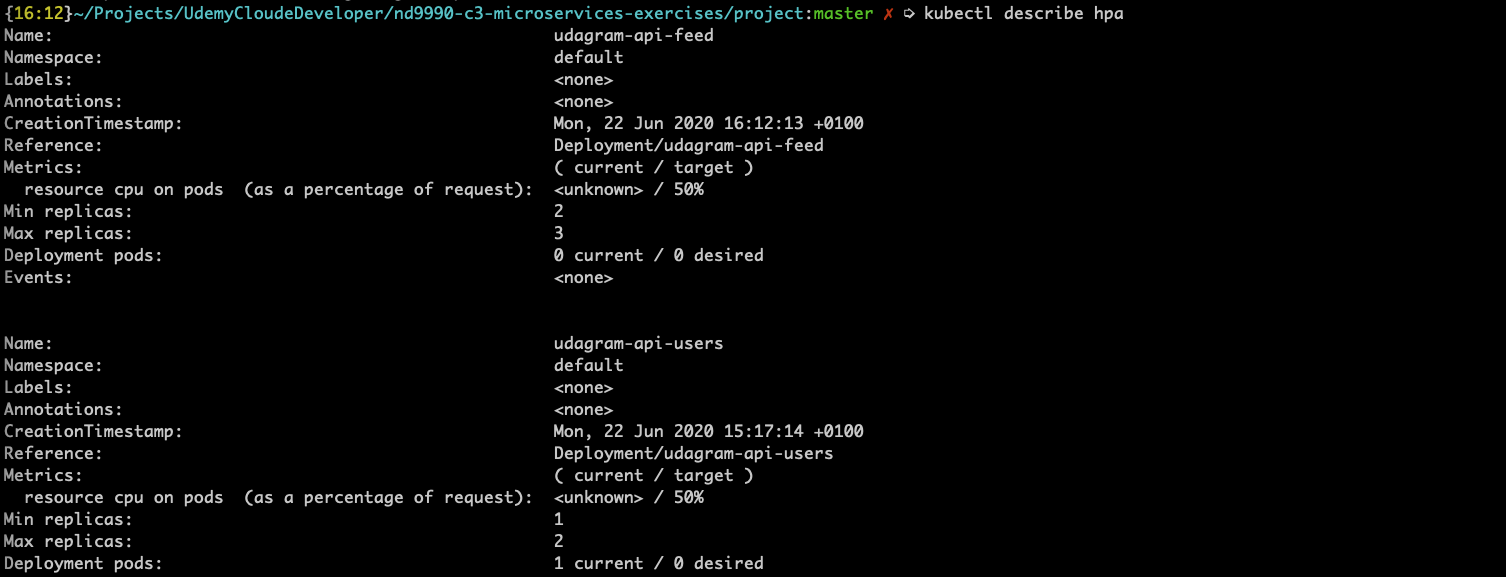 {16:12}~/Projects/UdemyCloudeDeveloper/nd9990-c3-microservices-exercises/project:master ✗ ➩ kubectl describe hpa
Name: udagram-api-feed
Namespace: default
Labels: <none>
Annotations: <none>
CreationTimestamp: Mon, 22 Jun 2020 16:12:13 +0100
Reference: Deployment/udagram-api-feed
Metrics: ( current / target )
resource cpu on pods (as a percentage of request): <unknown> / 50%
Min replicas: 2
Max replicas: 3
Deployment pods: 0 current / 0 desired
Events: <none>
Name: udagram-api-users
Namespace: default
Labels: <none>
Annotations: <none>
CreationTimestamp: Mon, 22 Jun 2020 15:17:14 +0100
Reference: Deployment/udagram-api-users
Metrics: ( current / target )
resource cpu on pods (as a percentage of request): <unknown> / 50%
Min replicas: 1
Max replicas: 2
Deployment pods: 1 current / 0 desired